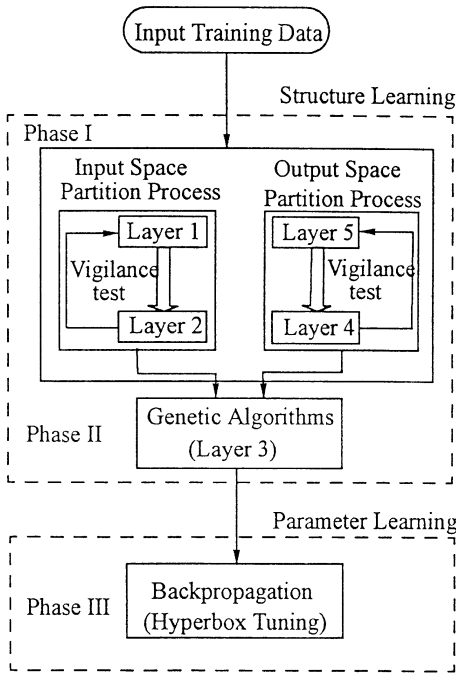 Input Training Data
Structure Learning
Phase I
Input Space
Partition Process
Output Space
Partition Process
Layer 1
Vigilance
test
Layer 2
Layer 5
Vigilance
test
Layer 4
Phase II
Genetic Algorithms
(Layer 3)
Parameter Learning
Phase III
Backpropagation
(Hyperbox Tuning)